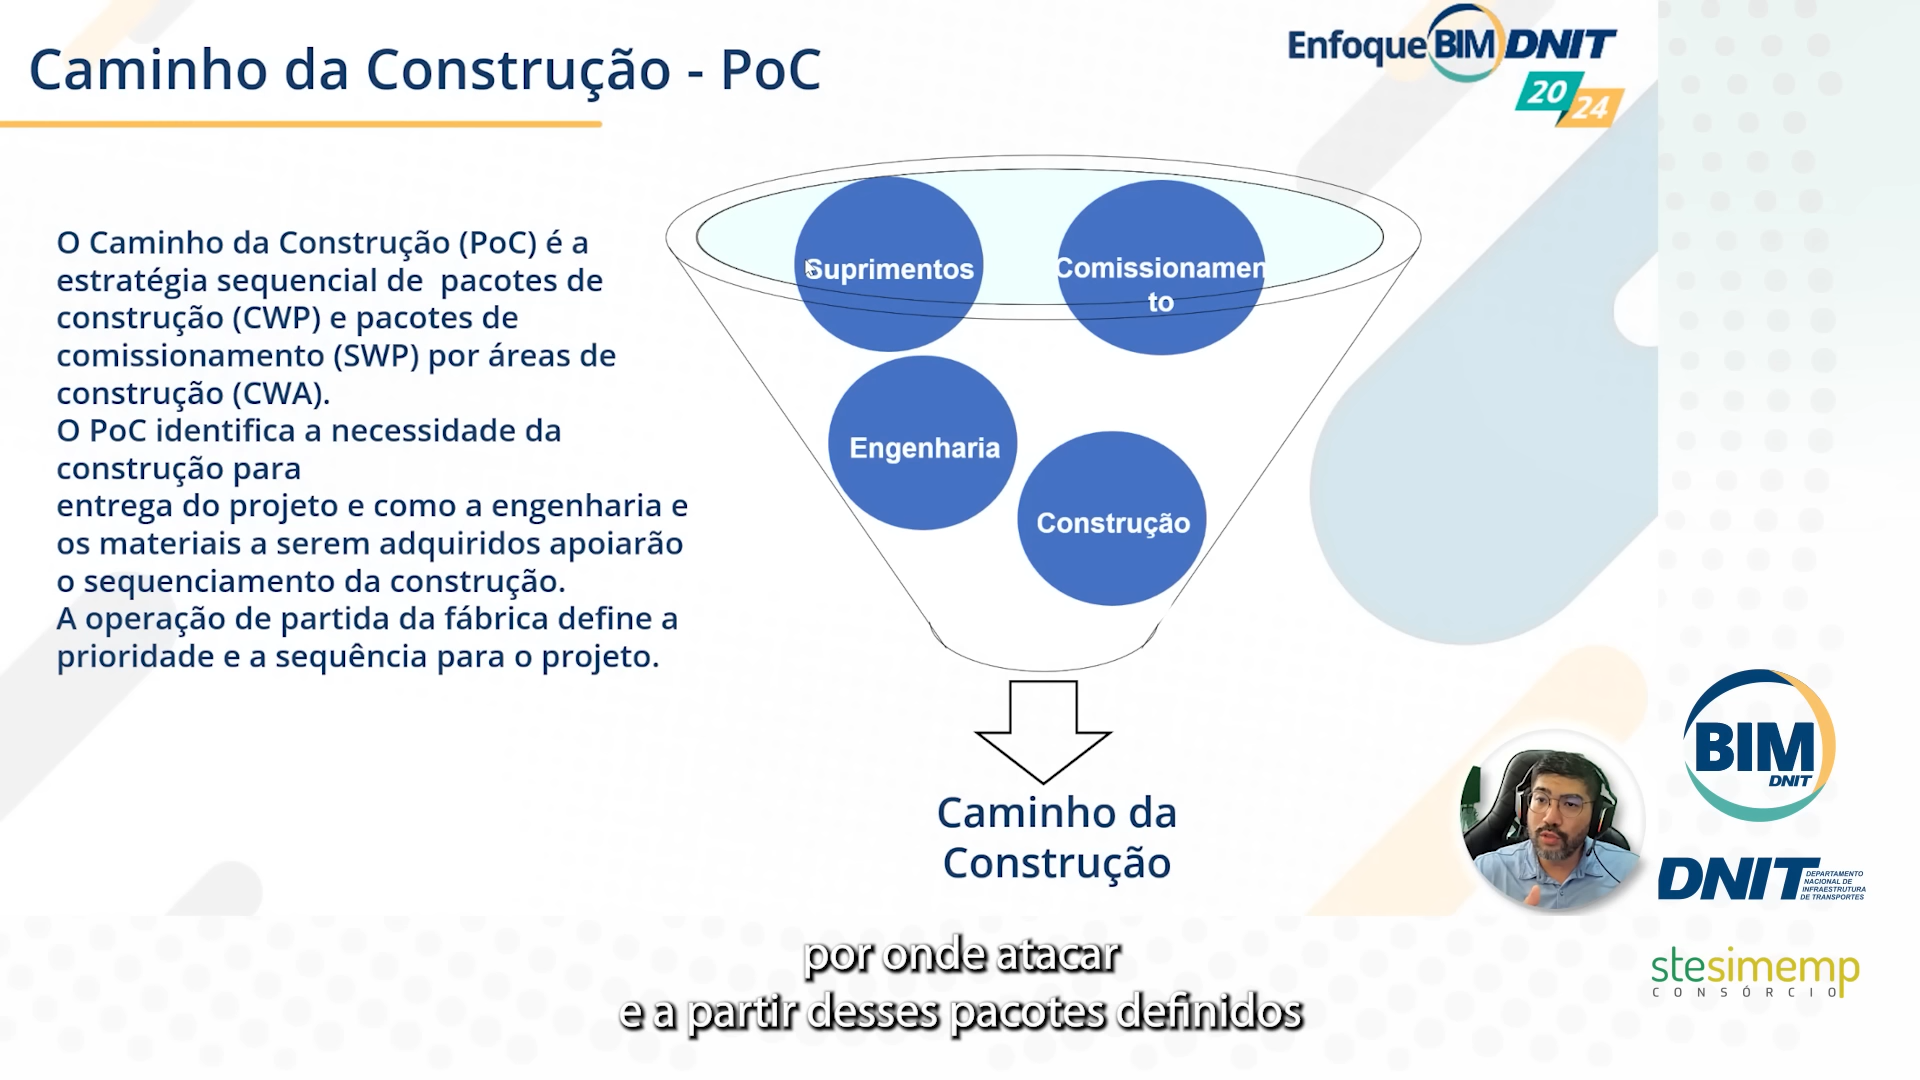 Caminho da Construção - PoC
Enfoque BIM DNIT
20 24
O Caminho da Construção (PoC) é a
estratégia sequencial de pacotes de
construção (CWP) e pacotes de
comissionamento (SWP) por áreas de
construção (CWA).
O PoC identifica a necessidade da
construção para
entrega do projeto e como a engenharia e
os materiais a serem adquiridos apoiarão
o sequenciamento da construção.
A operação de partida da fábrica define a
prioridade e a sequência para o projeto.
Suprimentos
Comissionamen
to
Engenharia
Construção
Caminho da
Construção
BIM
DNIT
DNIT
DEPARTAMENTO
NACIONAL DE
INFRAESTRUTURA
DE TRANSPORTES
stesimemp
CONSÓRCIO
por onde atacar
e a partir desses pacotes definidos